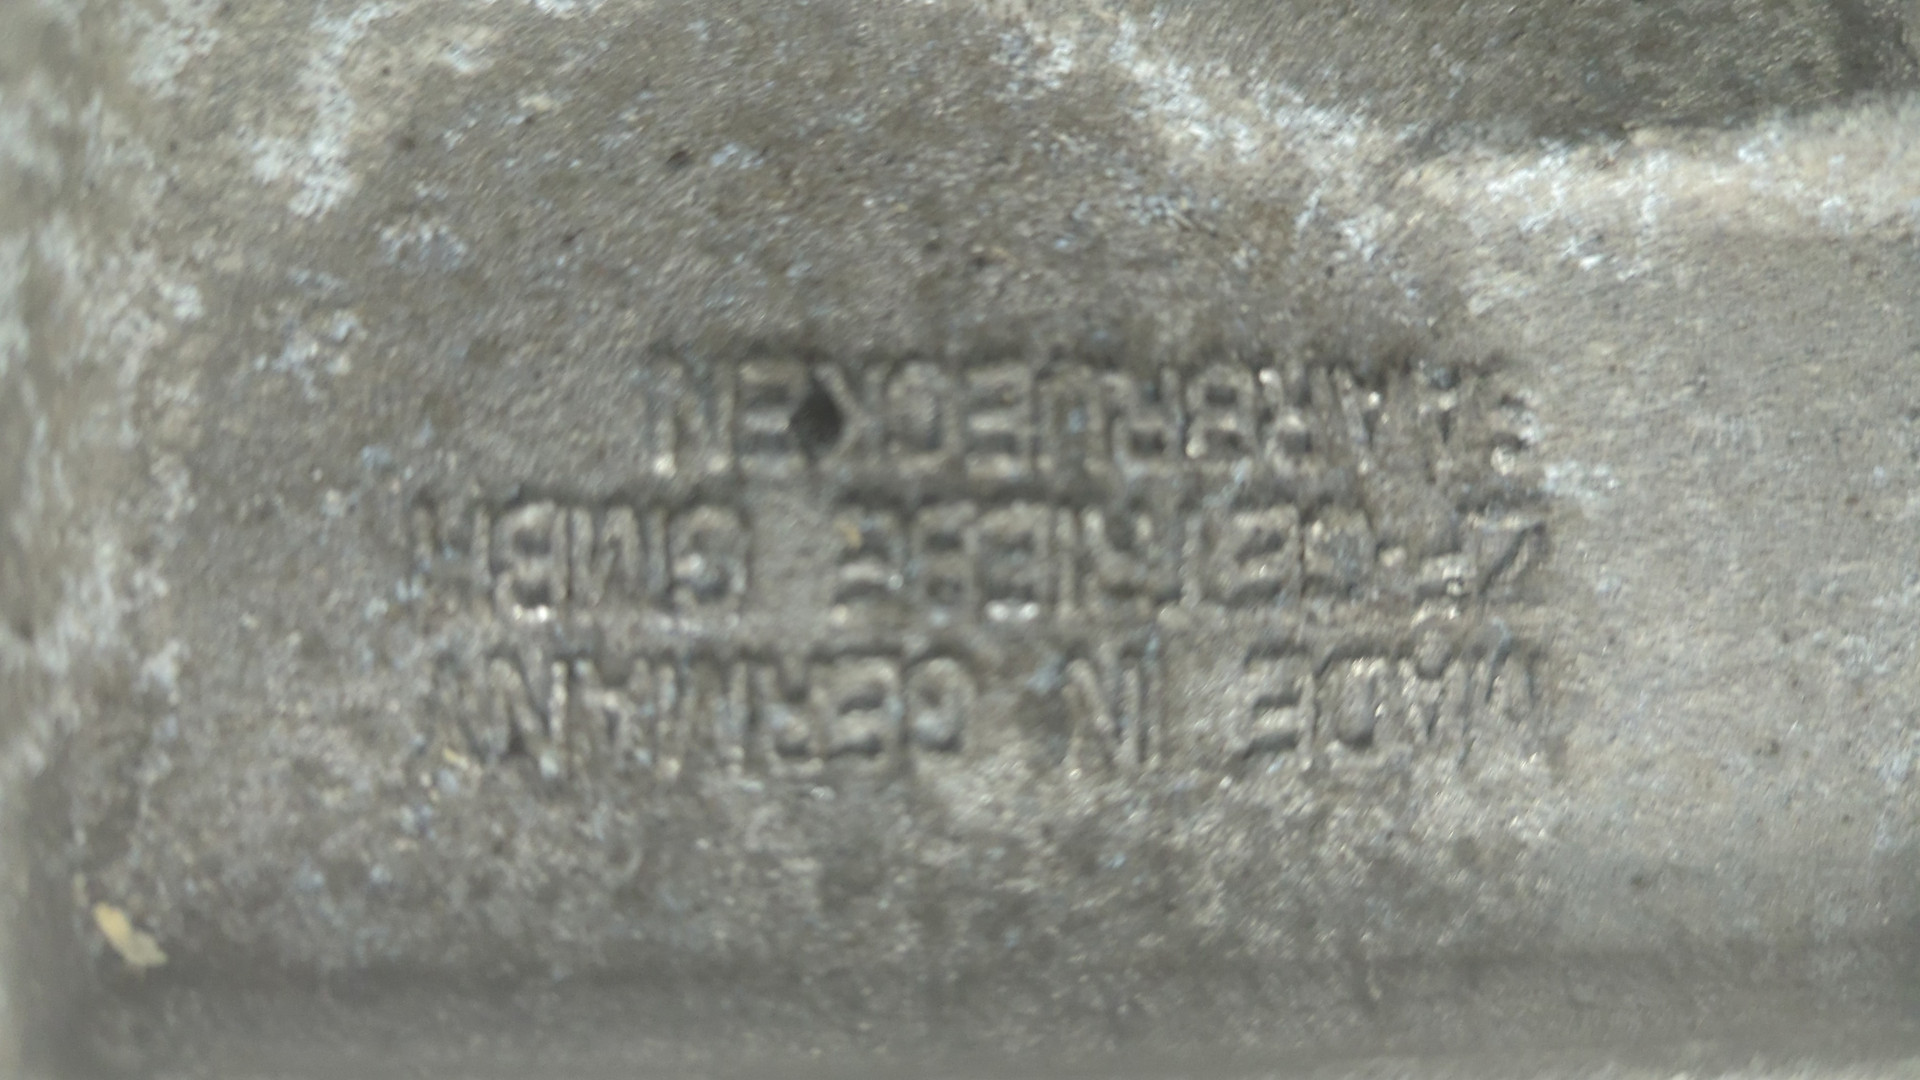 MADE IN GERMANY
ZF-GETRIEBE GMBH
SAARBRUECKEN